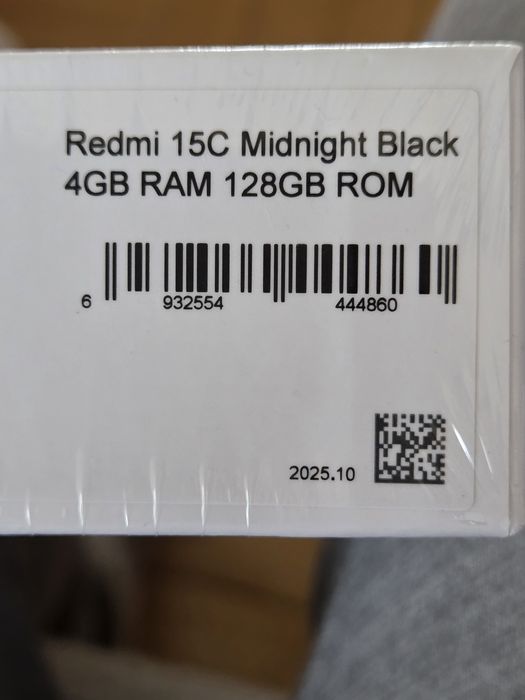 Redmi 15C Midnight Black
4GB RAM 128GB ROM
6 932554 444860
2025.10